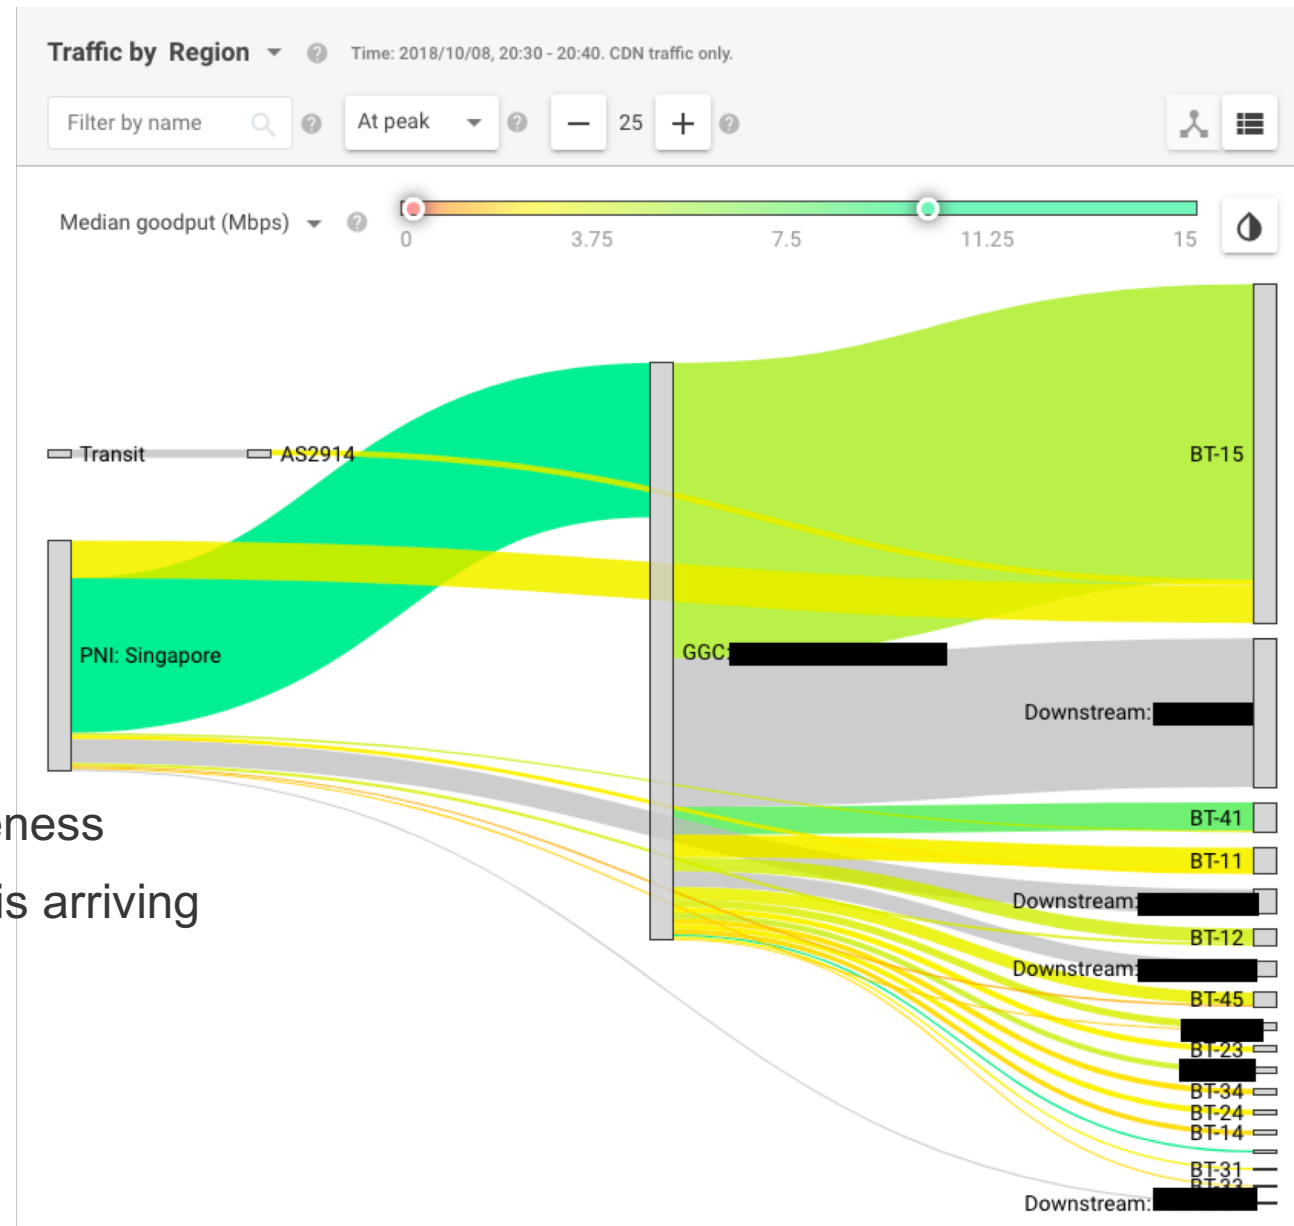 Traffic by Region
Time: 2018/10/08, 20:30 - 20:40. CDN traffic only.
Filter by name
At peak
25
Median goodput (Mbps)
0 3.75 7.5 11.25 15
Transit
AS2914
BT-15
PNI: Singapore
GGC:
Downstream:
eness
BT-41
BT-11
is arriving
Downstream:
BT-12
Downstream:
BT-45
BT-23
BT-34
BT-24
BT-14
BT-31
BT-33
Downstream: